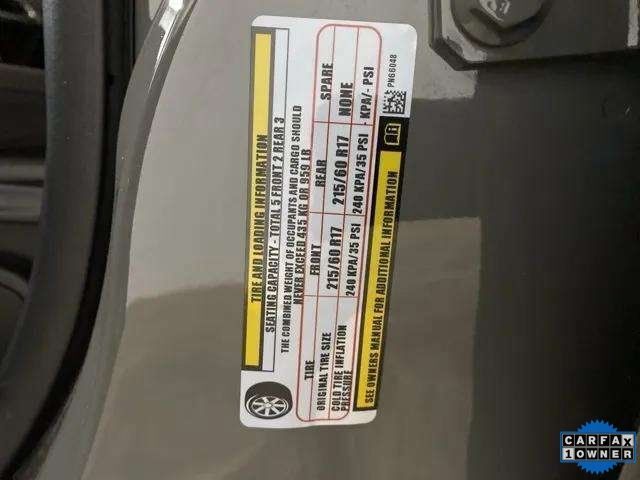 TIRE AND LOADING INFORMATION
SEATING CAPACITY - TOTAL 5 FRONT 2 REAR 3
THE COMBINED WEIGHT OF OCCUPANTS AND CARGO SHOULD
NEVER EXCEED 435 KG OR 959 LB
TIRE FRONT REAR SPARE
ORIGINAL TIRE SIZE 215/60 R17 215/60 R17 NONE
COLD TIRE INFLATION PRESSURE 240 KPA/35 PSI 240 KPA/35 PSI - KPA/- PSI
SEE OWNERS MANUAL FOR ADDITIONAL INFORMATION
PN66048
CARFAX
1 OWNER